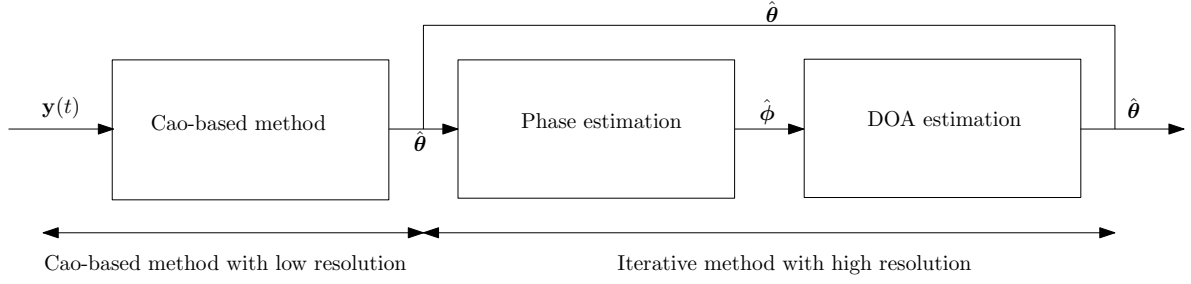 θ̂
y(t)
Cao-based method
θ̂
Phase estimation
ϕ̂
DOA estimation
θ̂
Cao-based method with low resolution
Iterative method with high resolution